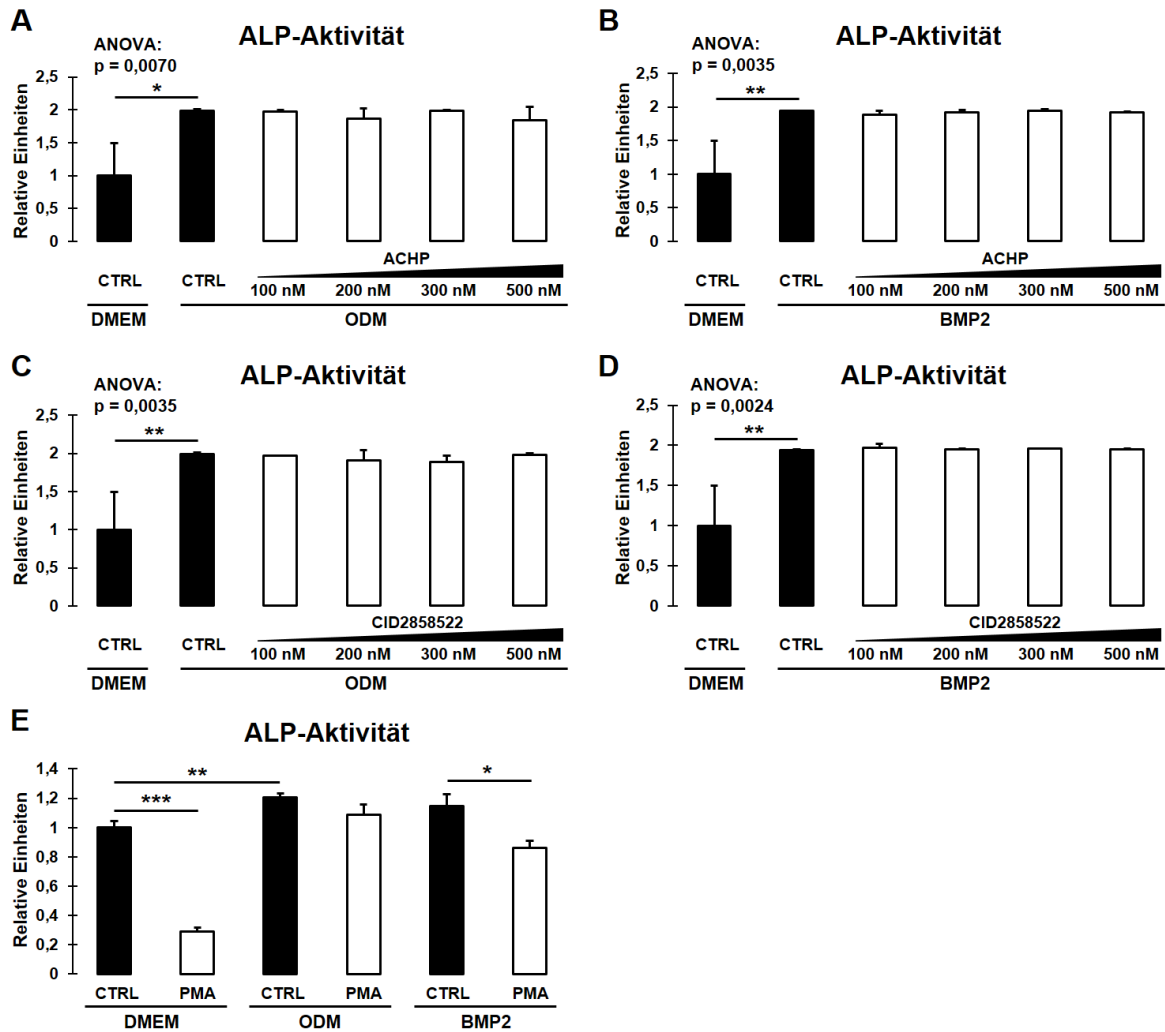 A
ALP-Aktivität
ANOVA:
p = 0,0070
Relative Einheiten
2,5
2
1,5
1
0,5
0
*
ACHP
CTRL CTRL 100 nM 200 nM 300 nM 500 nM
DMEM ODM
B
ALP-Aktivität
ANOVA:
p = 0,0035
Relative Einheiten
2,5
2
1,5
1
0,5
0
**
ACHP
CTRL CTRL 100 nM 200 nM 300 nM 500 nM
DMEM BMP2
C
ALP-Aktivität
ANOVA:
p = 0,0035
Relative Einheiten
2,5
2
1,5
1
0,5
0
**
CID2858522
CTRL CTRL 100 nM 200 nM 300 nM 500 nM
DMEM ODM
D
ALP-Aktivität
ANOVA:
p = 0,0024
Relative Einheiten
2,5
2
1,5
1
0,5
0
**
CID2858522
CTRL CTRL 100 nM 200 nM 300 nM 500 nM
DMEM BMP2
E
ALP-Aktivität
Relative Einheiten
1,4
1,2
1
0,8
0,6
0,4
0,2
0
** *
***
CTRL PMA CTRL PMA CTRL PMA
DMEM ODM BMP2